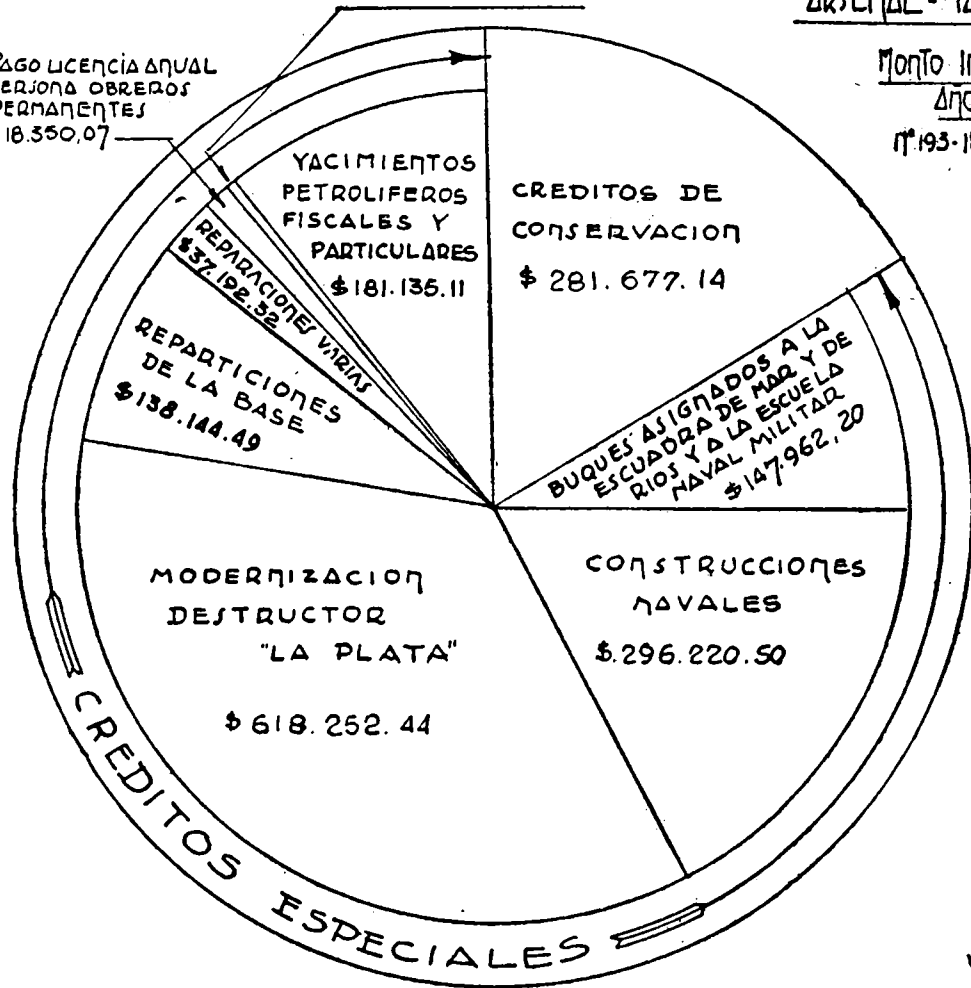 PAGO LICENCIA ANUAL
PERSONA OBREROS
PERMANENTES
18.350,07
MONTO
YACIMIENTOS
PETROLIFEROS
FISCALES Y
PARTICULARES
$181.135.11
CREDITOS DE
CONSERVACION
$ 281.677.14
REPARACIONES VARIAS
$37.192.32
REPARTICIONES
DE LA BASE
$138.144.49
BUQUES ASIGNADOS A LA
ESCUADRA DE MAR Y DE
RIOS Y A LA ESCUELA
NAVAL MILITAR
$147.962,20
MODERNIZACION
DESTRUCTOR
"LA PLATA"
$ 618.252.44
CONSTRUCCIONES
NAVALES
$.296.220.50
CREDITOS ESPECIALES